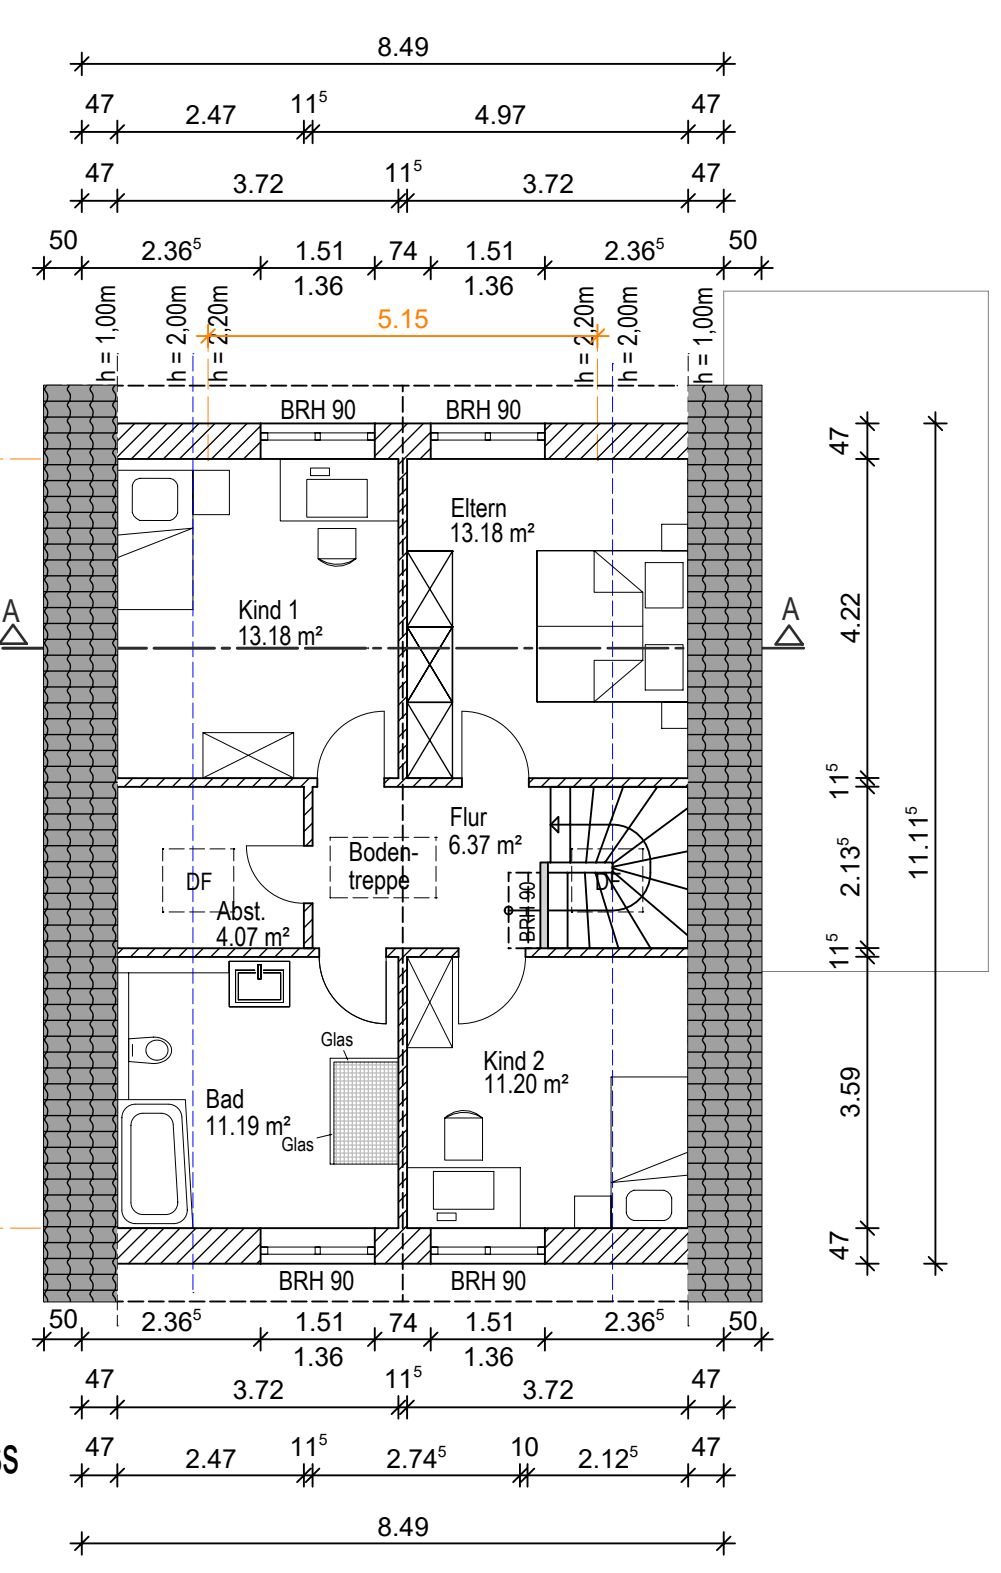 8.49
47 2.47 11⁵ 4.97 47
47 3.72 11⁵ 3.72 47
50 2.36⁵ 1.51 74 1.51 2.36⁵ 50
1.36 1.36
h = 1,00m h = 2,00m h = 2,20m 5.15 h = 2,20m h = 2,00m h = 1,00m
BRH 90 BRH 90
47
Eltern
13.18 m²
Kind 1
13.18 m²
A A
4.22
11⁵
Flur
6.37 m²
Boden-
treppe
DF DF
BRH 90
Abst.
4.07 m²
2.13⁵
11.11⁵
11⁵
Glas
Kind 2
11.20 m²
Bad
11.19 m²
Glas
3.59
47
BRH 90 BRH 90
50 2.36⁵ 1.51 74 1.51 2.36⁵ 50
1.36 1.36
47 3.72 11⁵ 3.72 47
47 2.47 11⁵ 2.74⁵ 10 2.12⁵ 47
8.49